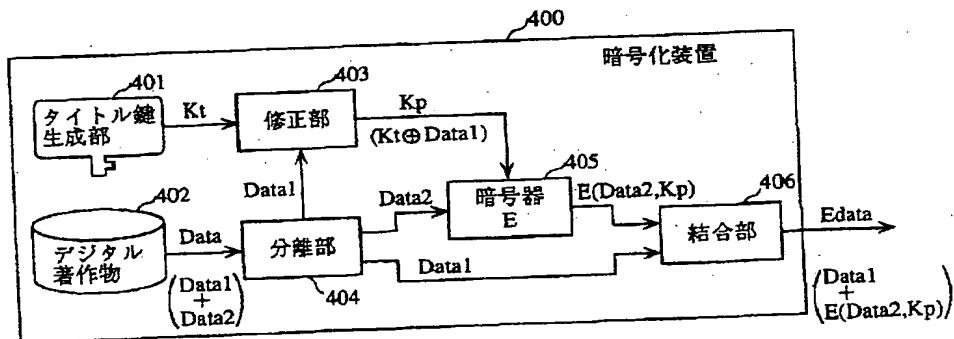 400
暗号化装置
401
タイトル鍵
生成部
Kt
403
修正部
Kp
(Kt⊕Data1)
Data1
402
デジタル
著作物
Data
(Data1
+
Data2)
分離部
404
Data2
405
暗号器
E
E(Data2,Kp)
Data1
406
結合部
Edata
(Data1
+
E(Data2,Kp))